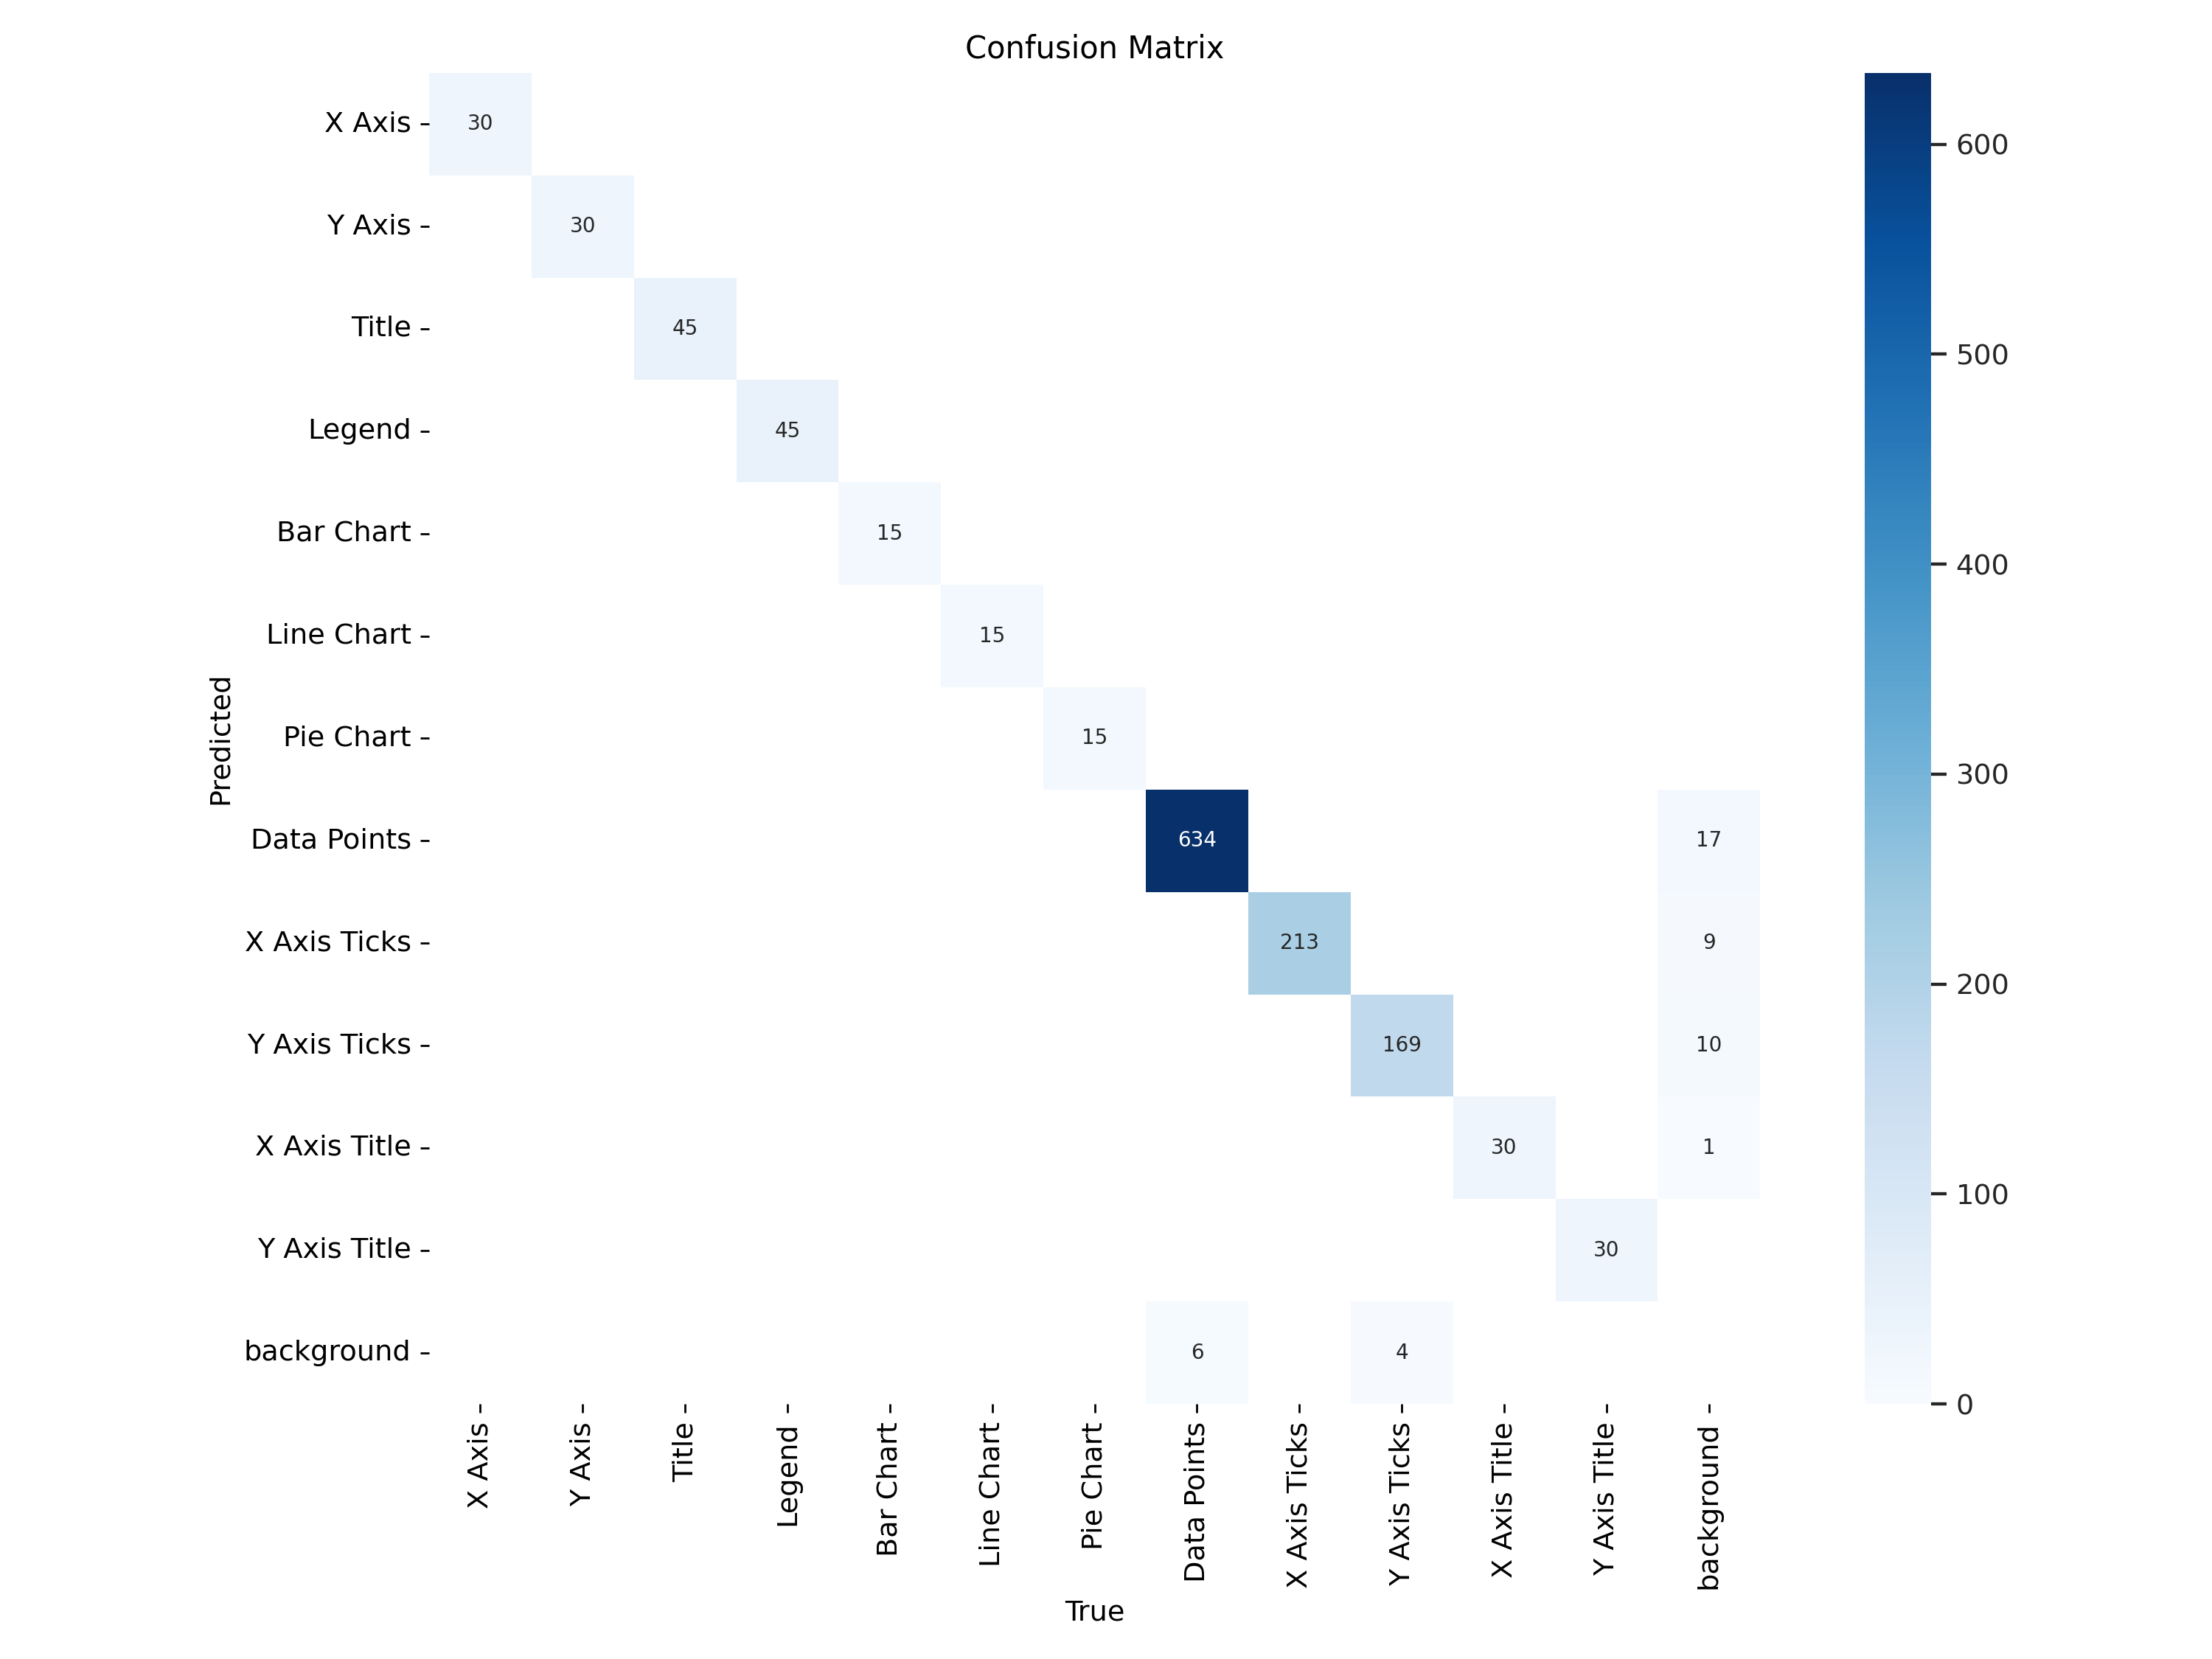 Confusion Matrix
X Axis
30
Y Axis
30
Title
45
Legend
45
Bar Chart
15
Line Chart
15
Pie Chart
15
Data Points
634
17
X Axis Ticks
213
9
Y Axis Ticks
169
10
X Axis Title
30
1
Y Axis Title
30
background
6
4
Predicted
X Axis
Y Axis
Title
Legend
Bar Chart
Line Chart
Pie Chart
Data Points
X Axis Ticks
Y Axis Ticks
X Axis Title
Y Axis Title
background
True
600
500
400
300
200
100
0